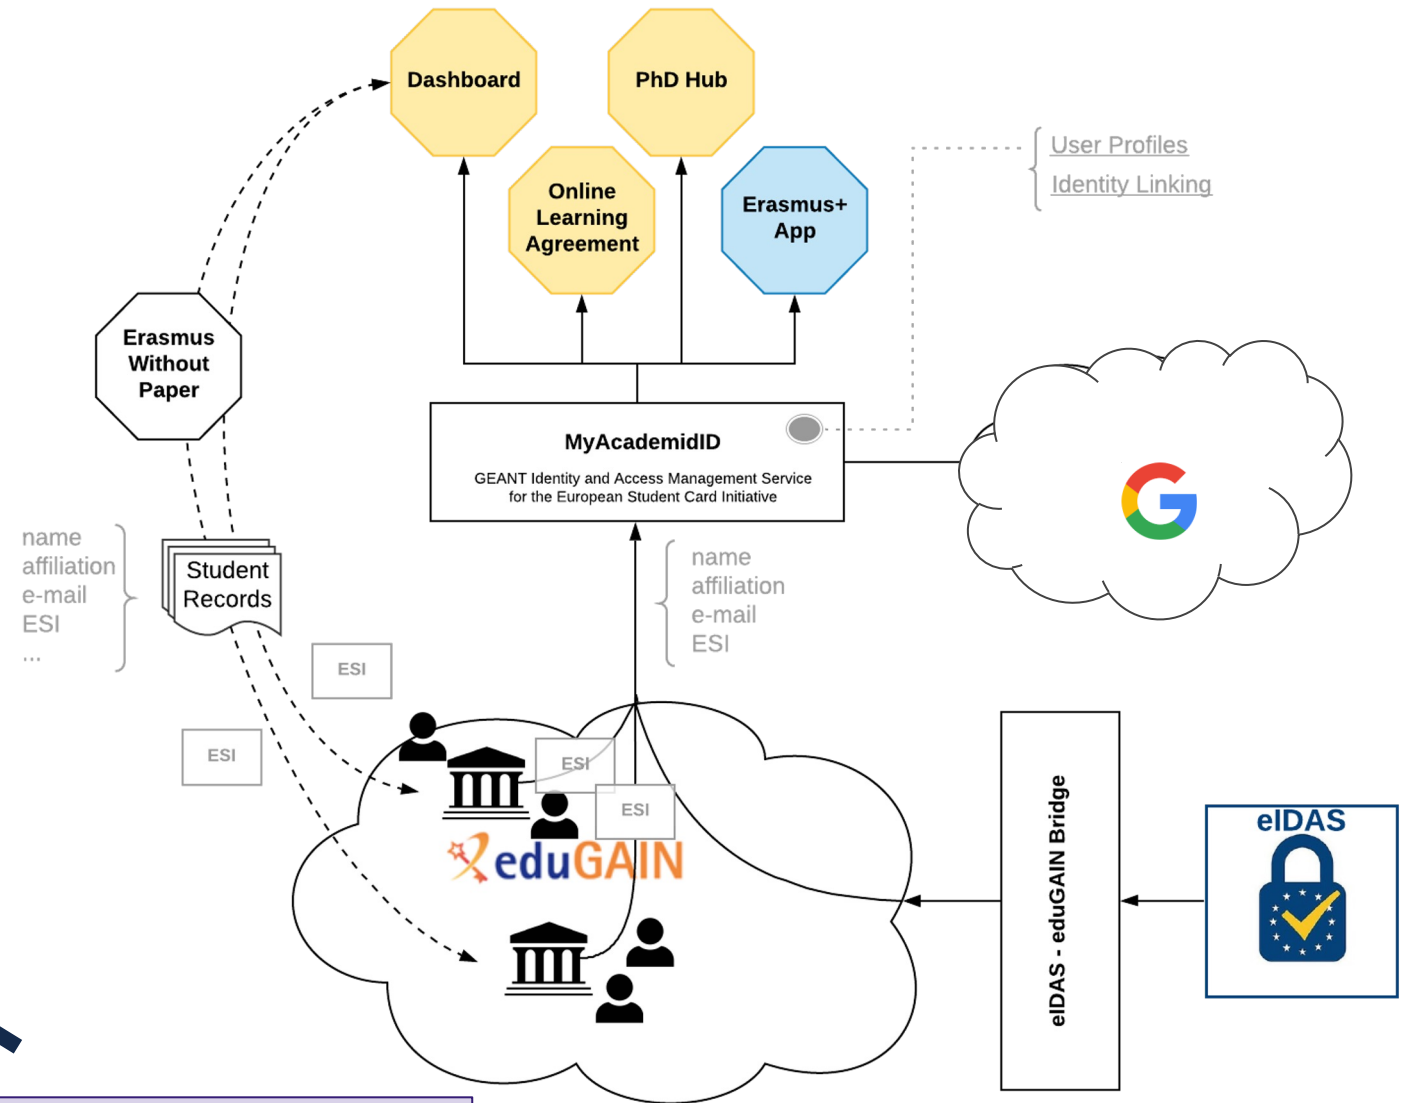 Dashboard
PhD Hub
Online
Learning
Agreement
Erasmus+
App
User Profiles
Identity Linking
Erasmus
Without
Paper
MyAcademidID
GEANT Identity and Access Management Service
for the European Student Card Initiative
G
name
affiliation
e-mail
ESI
...
Student
Records
name
affiliation
e-mail
ESI
ESI
ESI
ESI
ESI
eduGAIN
eIDAS - eduGAIN Bridge
eIDAS